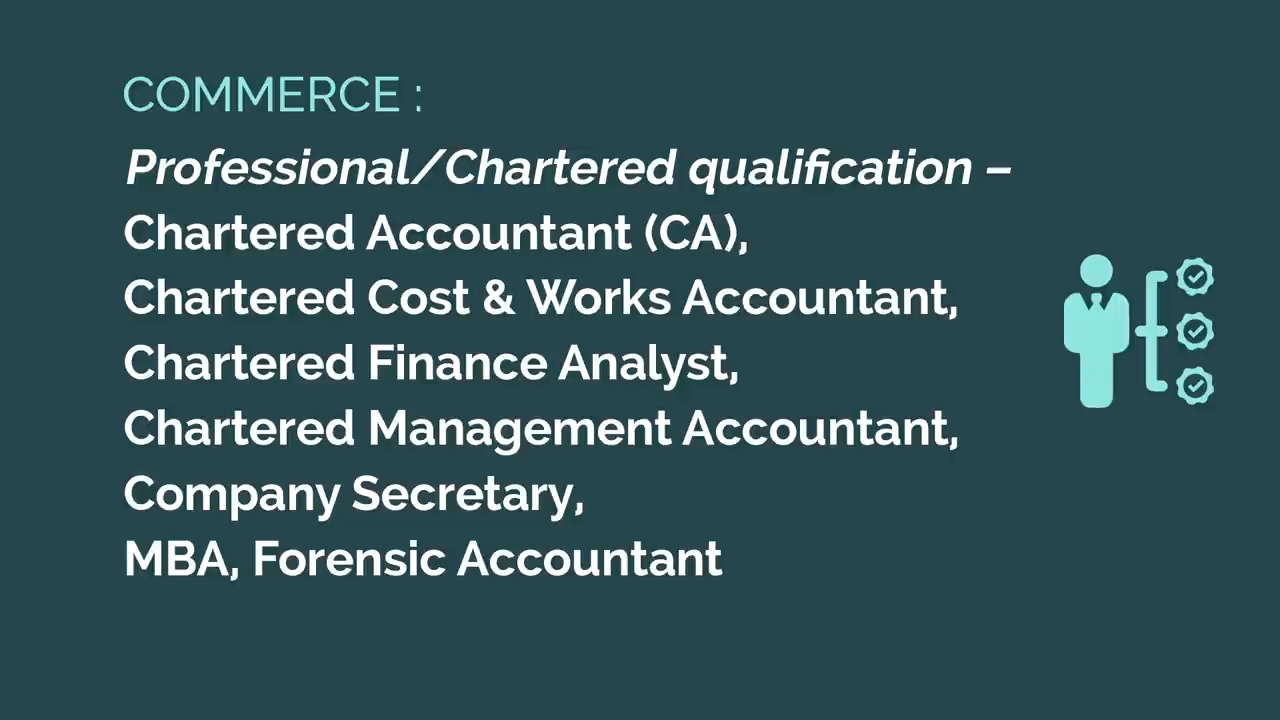 COMMERCE :
Professional/Chartered qualification –
Chartered Accountant (CA),
Chartered Cost & Works Accountant,
Chartered Finance Analyst,
Chartered Management Accountant,
Company Secretary,
MBA, Forensic Accountant